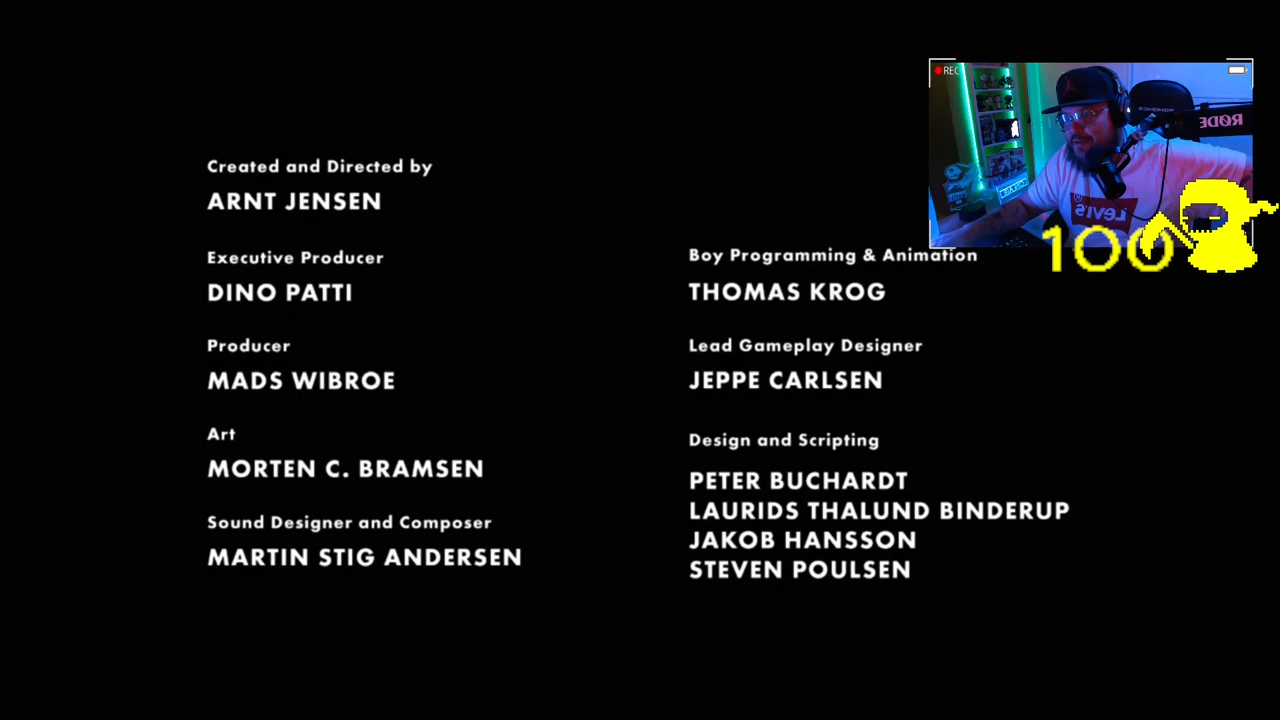 Created and Directed by
ARNT JENSEN
Executive Producer
DINO PATTI
Producer
MADS WIBROE
Art
MORTEN C. BRAMSEN
Sound Designer and Composer
MARTIN STIG ANDERSEN
Boy Programming & Animation
THOMAS KROG
Lead Gameplay Designer
JEPPE CARLSEN
Design and Scripting
PETER BUCHARDT
LAURIDS THALUND BINDERUP
JAKOB HANSSON
STEVEN POULSEN
REC
RØDE
LEVI'S
100